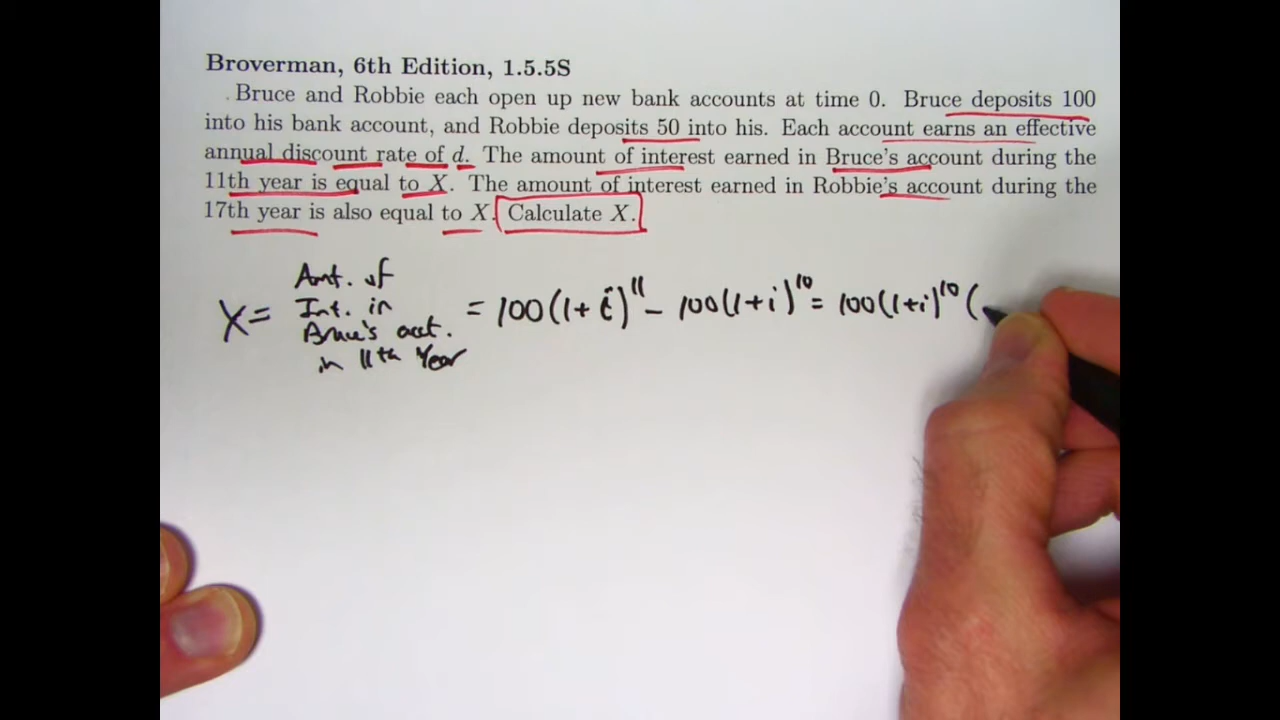 Broverman, 6th Edition, 1.5.5S
Bruce and Robbie each open up new bank accounts at time 0. Bruce deposits 100
into his bank account, and Robbie deposits 50 into his. Each account earns an effective
annual discount rate of d. The amount of interest earned in Bruce's account during the
11th year is equal to X. The amount of interest earned in Robbie's account during the
17th year is also equal to X. Calculate X.
X = Amt. of Int. in Bruce's acct. in 11th Year = 100(1+i)^11 - 100(1+i)^10 = 100(1+i)^10 (